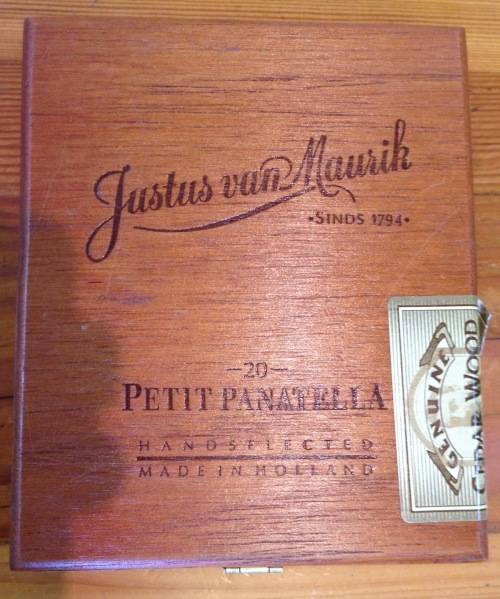 Justus van Maurik
•SINDS 1794•
—20—
PETIT PANATELLA
HANDSELECTED
MADE IN HOLLAND
GENUINE
CEDAR WOOD